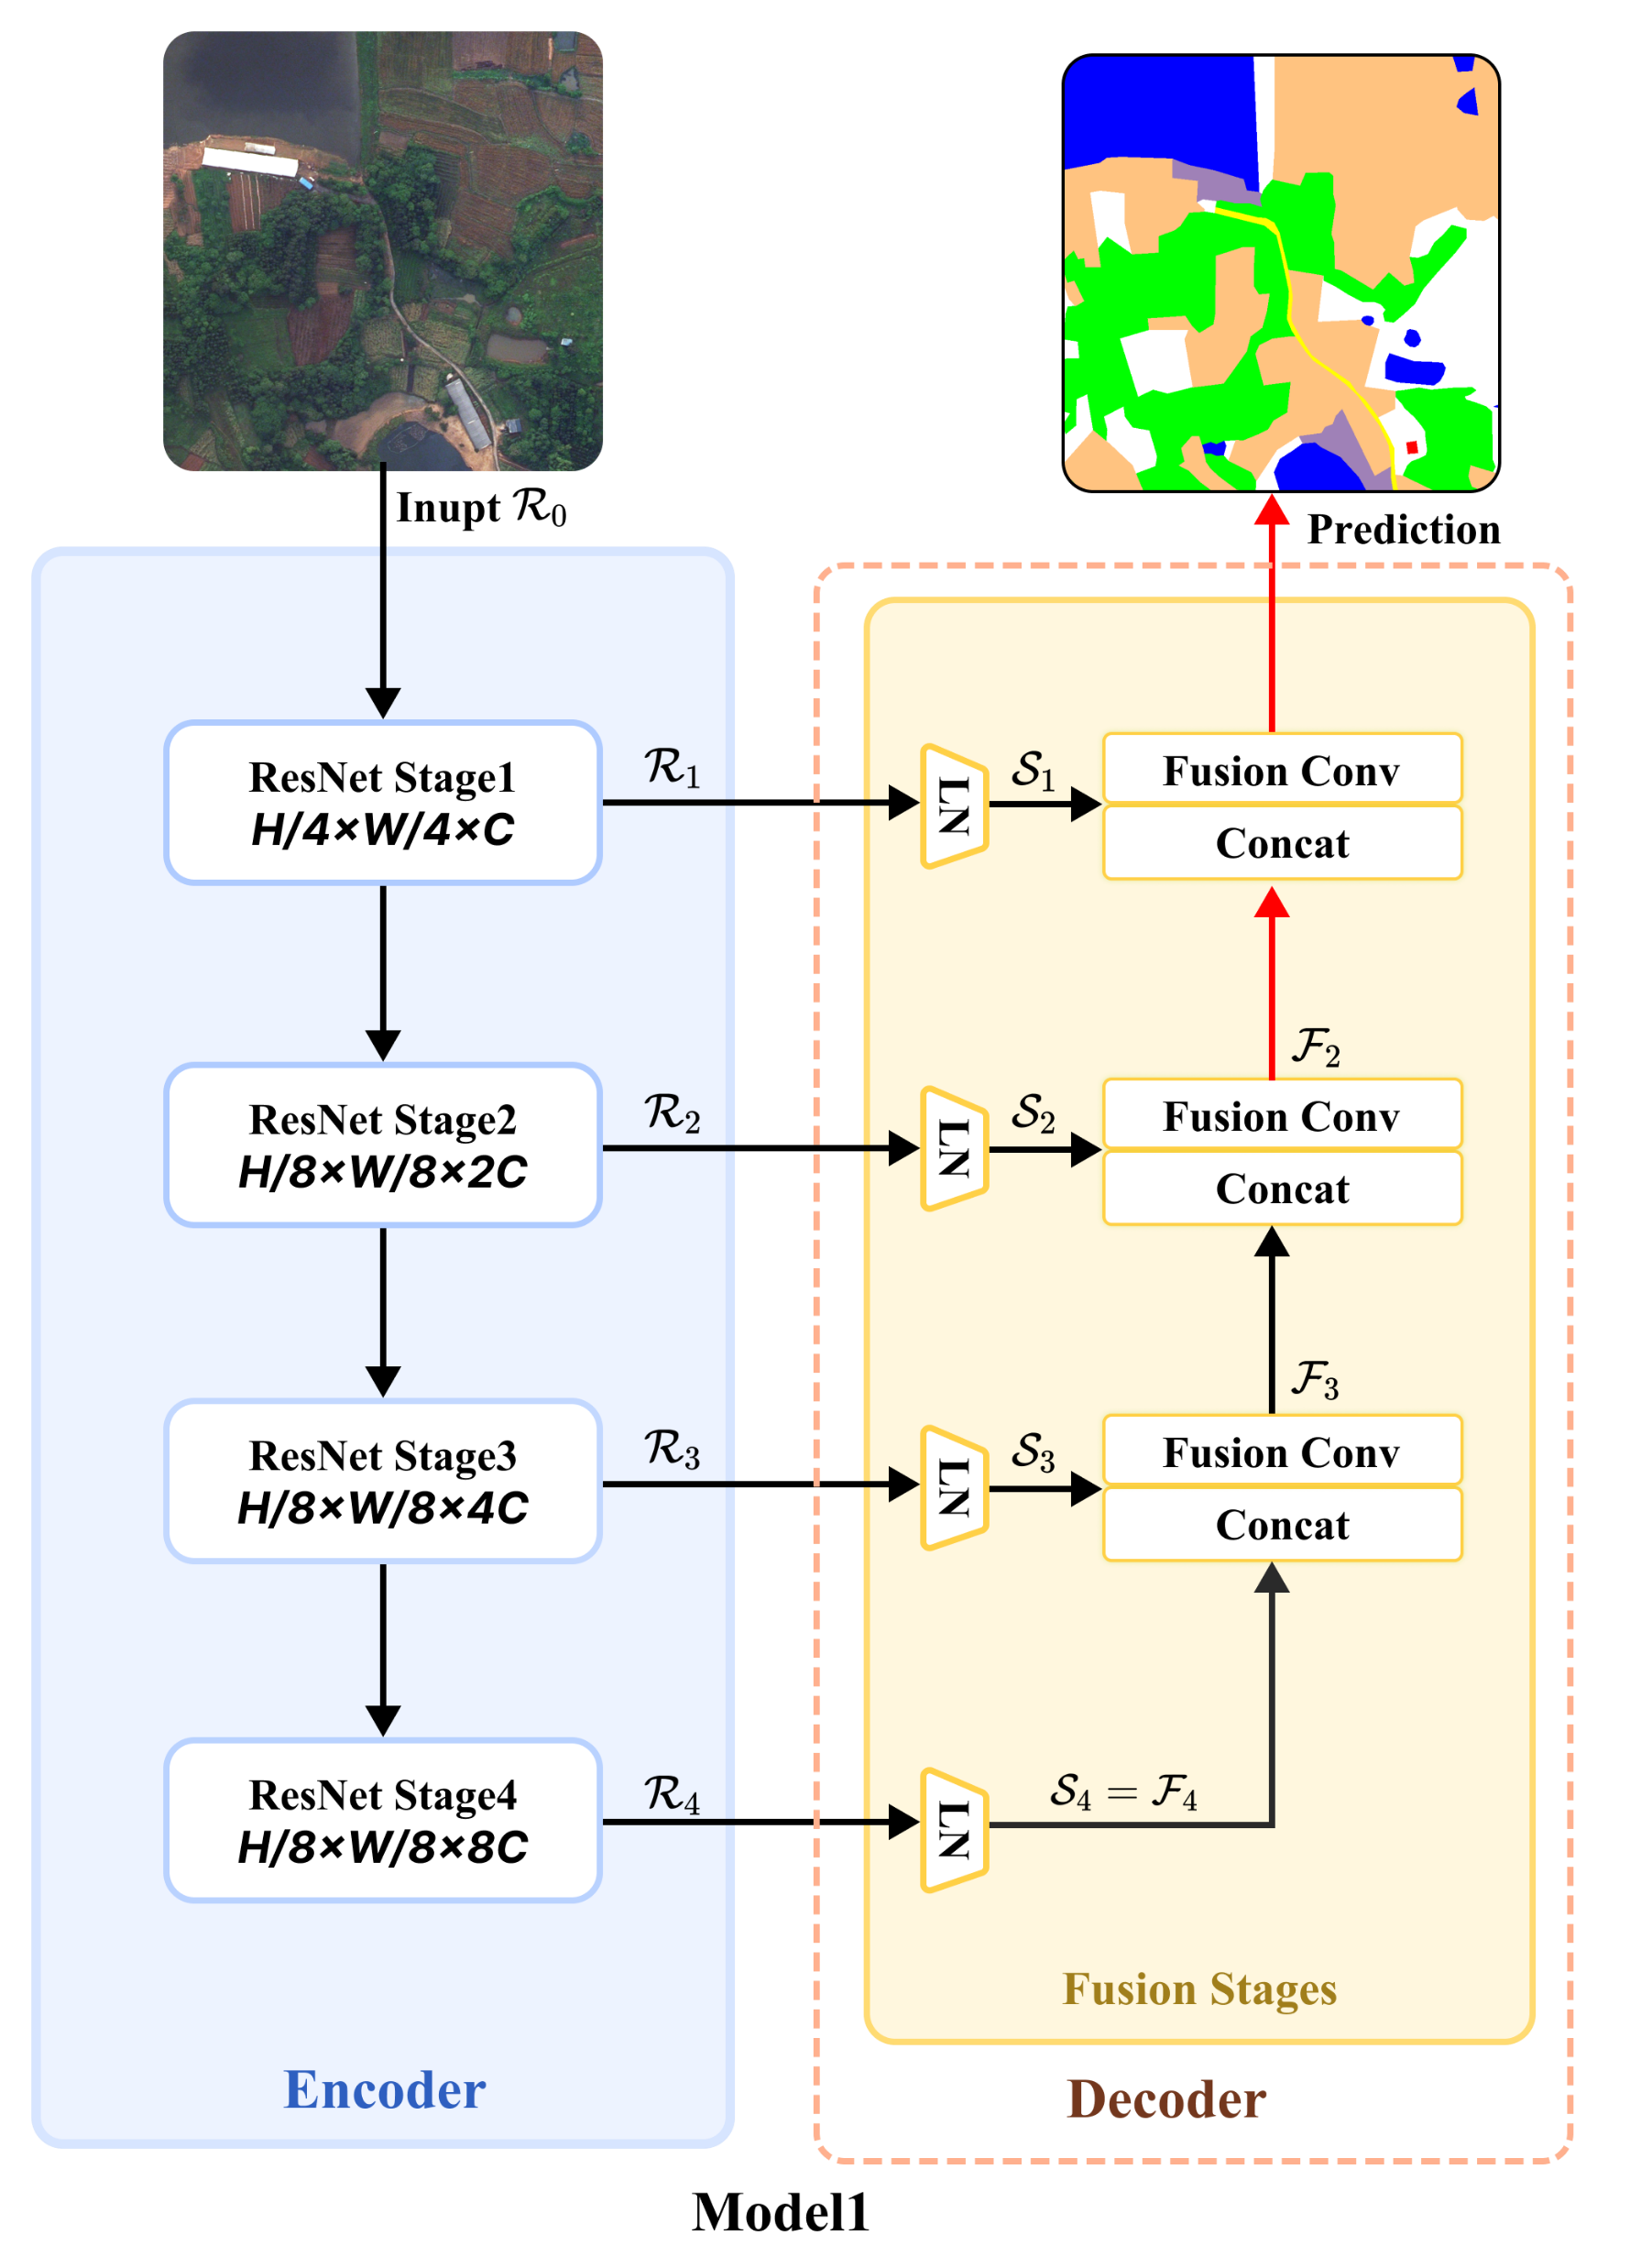 Inupt R₀
Prediction
ResNet Stage1
H/4×W/4×C
R₁
LN
S₁
Fusion Conv
Concat
F₂
ResNet Stage2
H/8×W/8×2C
R₂
LN
S₂
Fusion Conv
Concat
F₃
ResNet Stage3
H/8×W/8×4C
R₃
LN
S₃
Fusion Conv
Concat
ResNet Stage4
H/8×W/8×8C
R₄
LN
S₄ = F₄
Fusion Stages
Encoder
Decoder
Model1